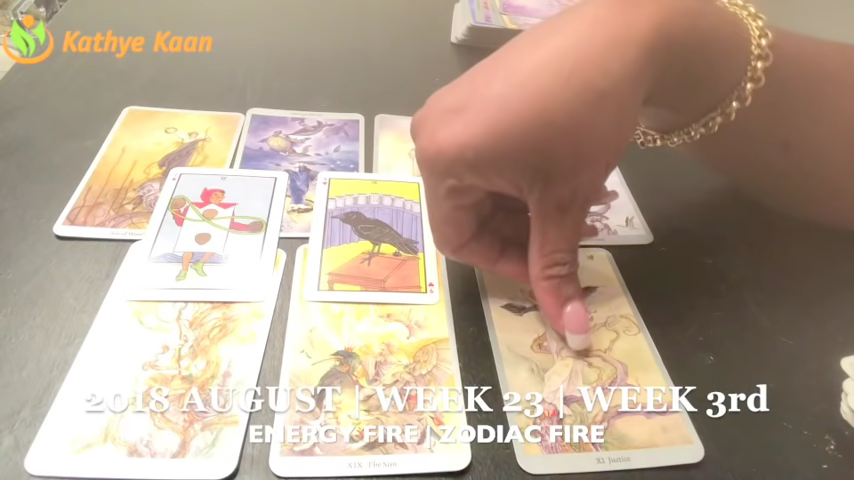 Kathye Kaan
2018 AUGUST | WEEK 23 | WEEK 3rd
ENERGY FIRE | ZODIAC FIRE
XIX The Sun
XI Justice